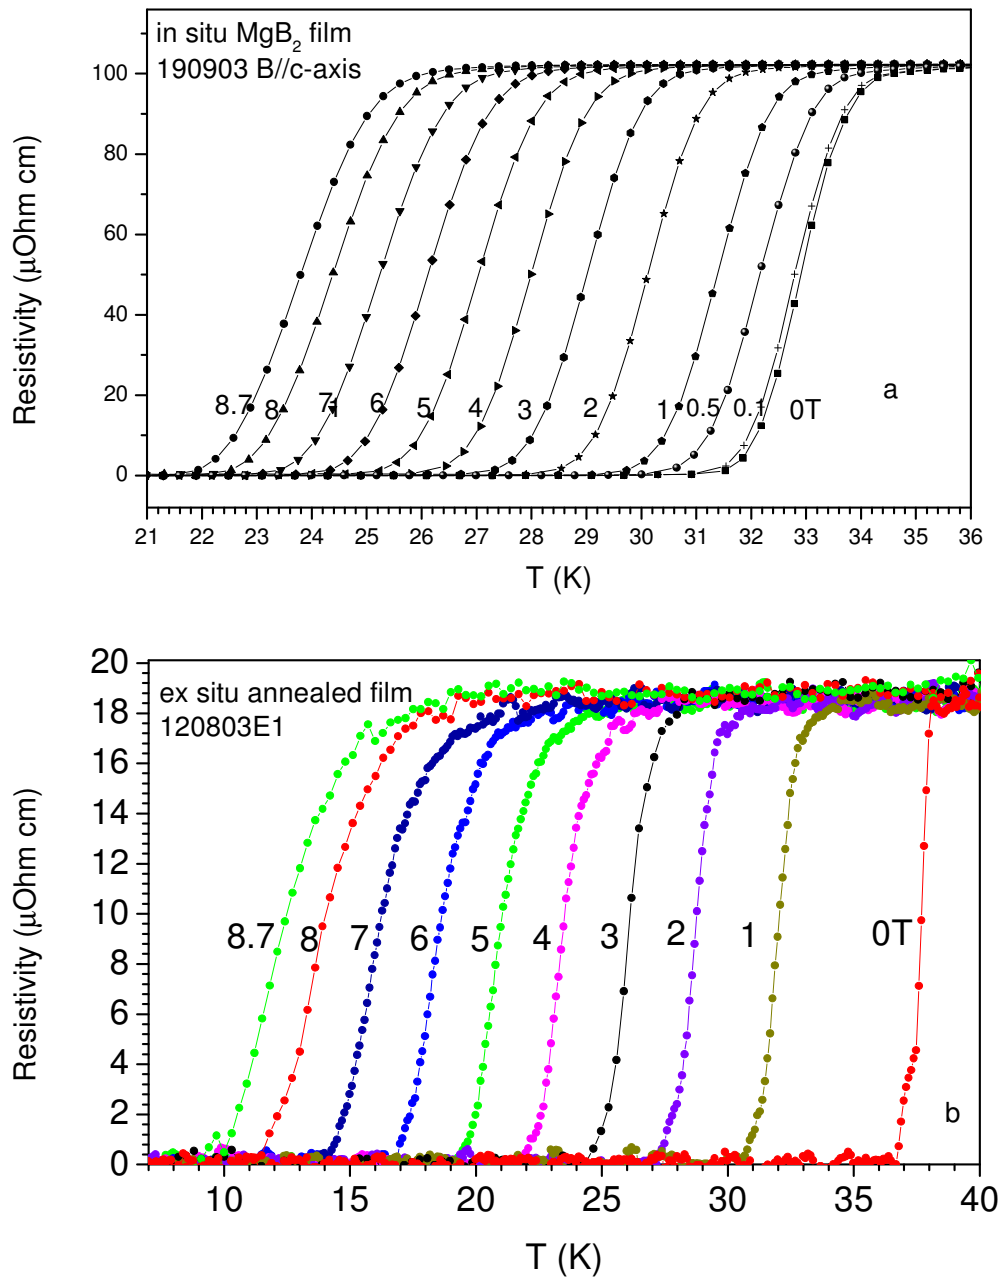 in situ MgB2 film
190903 B//c-axis
Resistivity (μOhm cm)
100
80
60
40
20
0
8.7 8 7 1 6 5 4 3 2 1 0.5 0.1 0T
a
21 22 23 24 25 26 27 28 29 30 31 32 33 34 35 36
T (K)
ex situ annealed film
120803E1
Resistivity (μOhm cm)
20
18
16
14
12
10
8
6
4
2
0
8.7 8 7 6 5 4 3 2 1 0T
b
10 15 20 25 30 35 40
T (K)